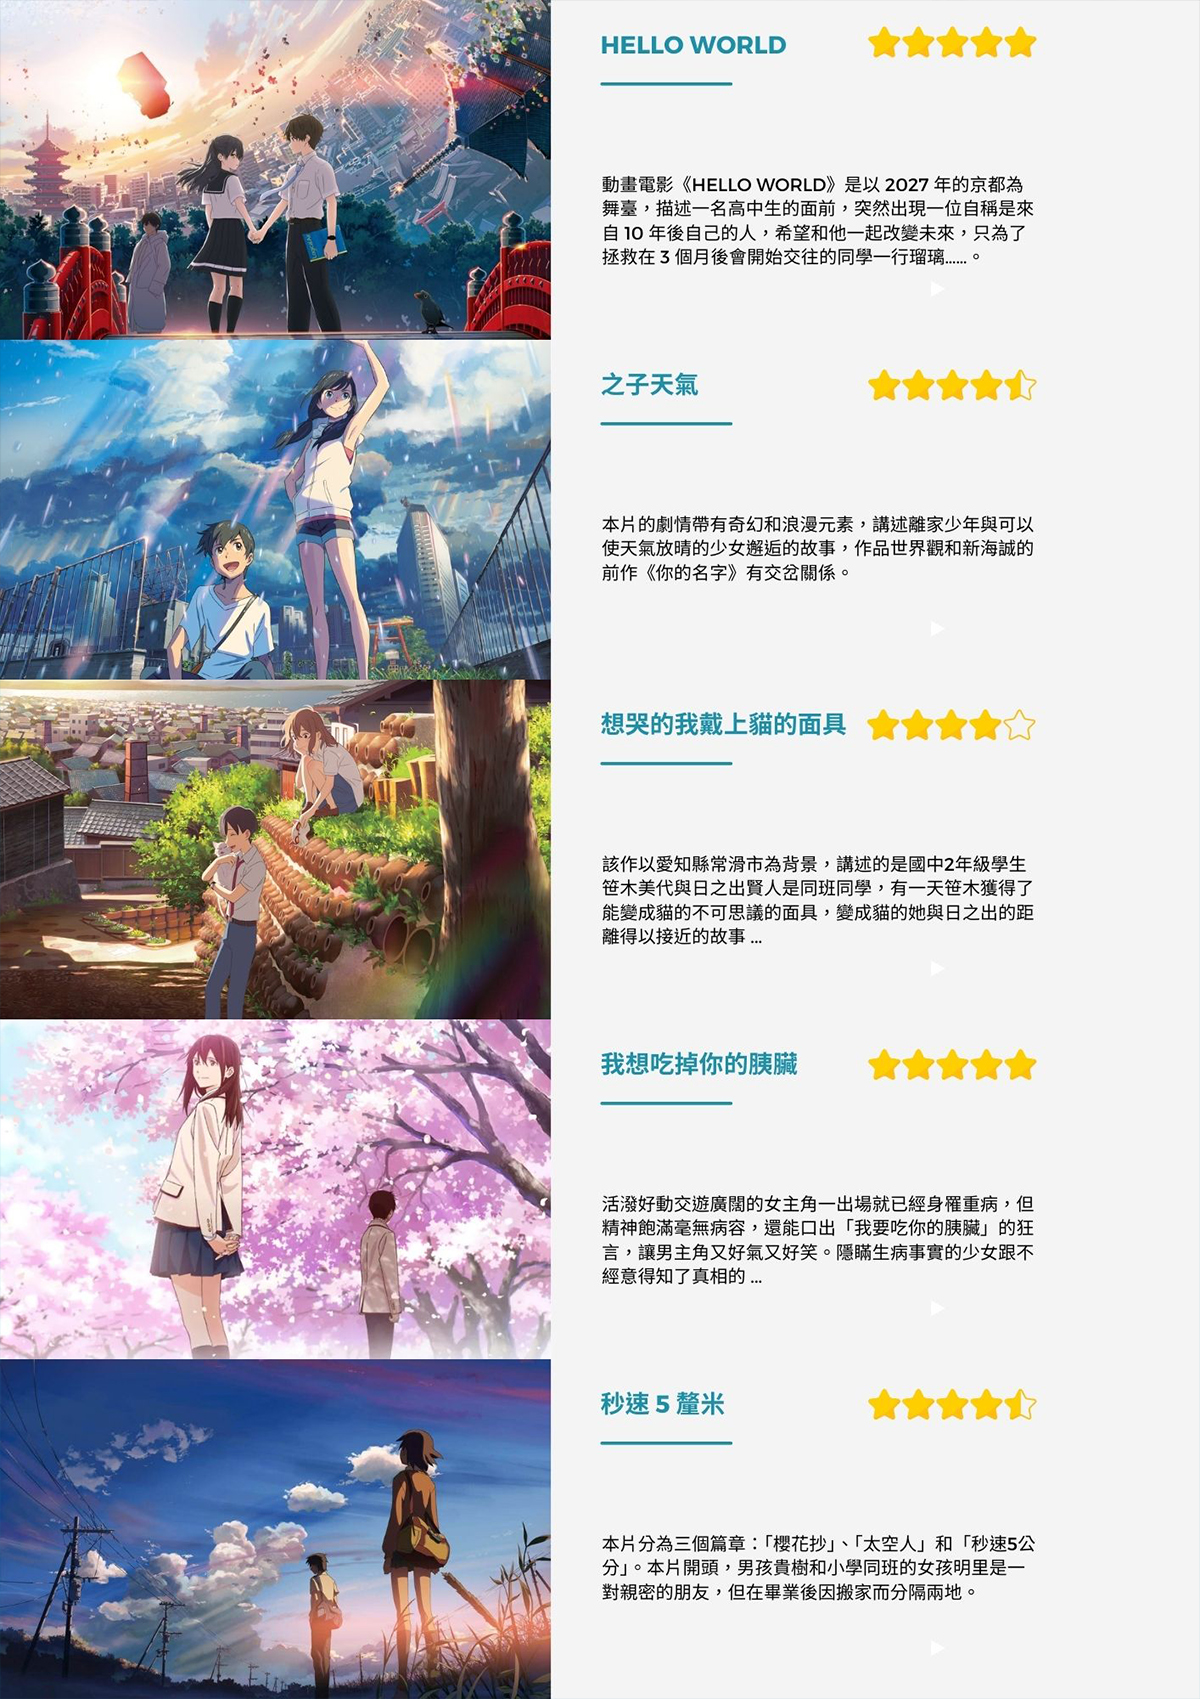 HELLO WORLD
動畫電影《HELLO WORLD》是以 2027 年的京都為
舞臺，描述一名高中生的面前，突然出現一位自稱是來
自 10 年後自己的人，希望和他一起改變未來，只為了
拯救在 3 個月後會開始交往的同學一行瑠璃......。
之子天氣
本片的劇情帶有奇幻和浪漫元素，講述離家少年與可以
使天氣放晴的少女邂逅的故事，作品世界觀和新海誠的
前作《你的名字》有交岔關係。
想哭的我戴上貓的面具
該作以愛知縣常滑市為背景，講述的是國中2年級學生
笹木美代與日之出賢人是同班同學，有一天笹木獲得了
能變成貓的不可思議的面具，變成貓的她與日之出的距
離得以接近的故事 ...
我想吃掉你的胰臟
活潑好動交遊廣闊的女主角一出場就已經身罹重病，但
精神飽滿毫無病容，還能口出「我要吃你的胰臟」的狂
言，讓男主角又好氣又好笑。隱瞞生病事實的少女跟不
經意得知了真相的 ...
秒速 5 釐米
本片分為三個篇章：「櫻花抄」、「太空人」和「秒速5公
分」。本片開頭，男孩貴樹和小學同班的女孩明里是一
對親密的朋友，但在畢業後因搬家而分隔兩地。